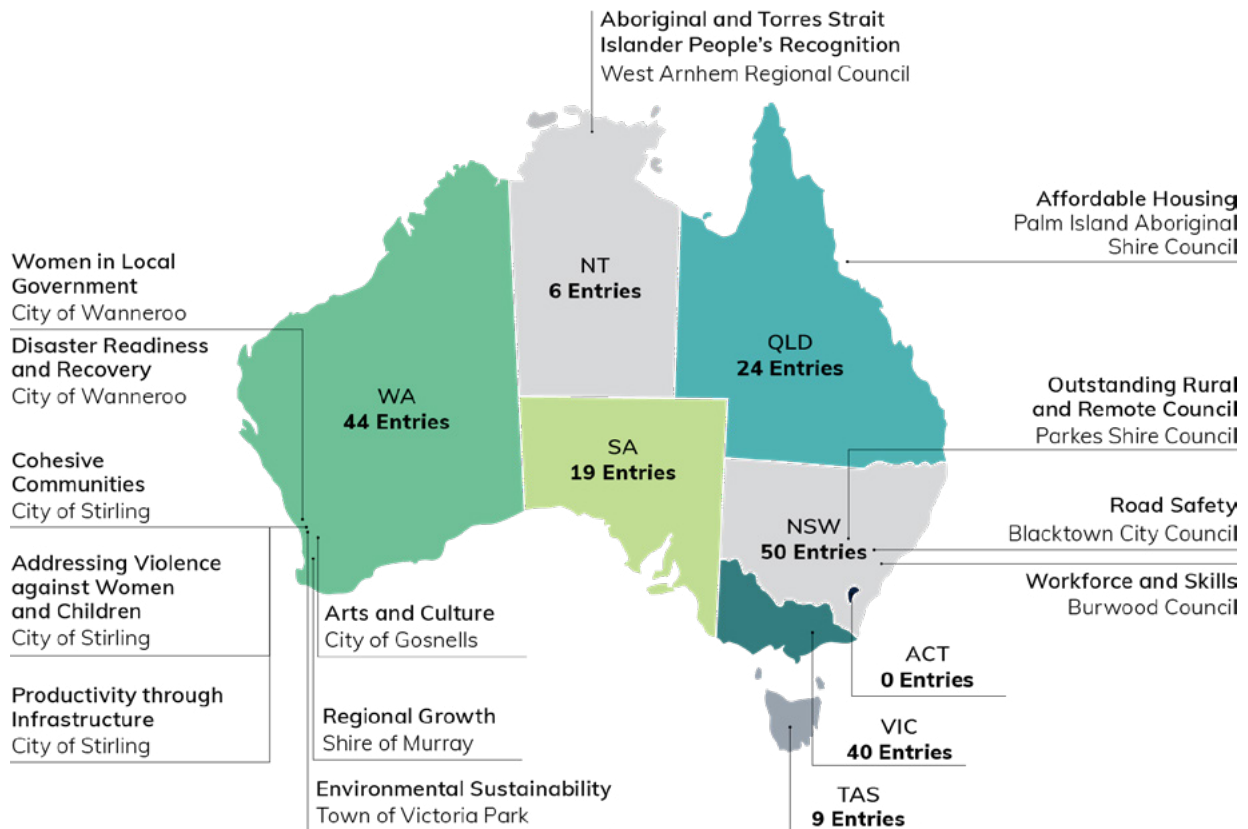 Aboriginal and Torres Strait
Islander People's Recognition
West Arnhem Regional Council
Affordable Housing
Palm Island Aboriginal
Shire Council
Women in Local
Government
City of Wanneroo
Disaster Readiness
and Recovery
City of Wanneroo
Cohesive
Communities
City of Stirling
Addressing Violence
against Women
and Children
City of Stirling
Productivity through
Infrastructure
City of Stirling
NT
6 Entries
QLD
24 Entries
WA
44 Entries
SA
19 Entries
NSW
50 Entries
Outstanding Rural
and Remote Council
Parkes Shire Council
Road Safety
Blacktown City Council
Workforce and Skills
Burwood Council
Arts and Culture
City of Gosnells
Regional Growth
Shire of Murray
Environmental Sustainability
Town of Victoria Park
ACT
0 Entries
VIC
40 Entries
TAS
9 Entries